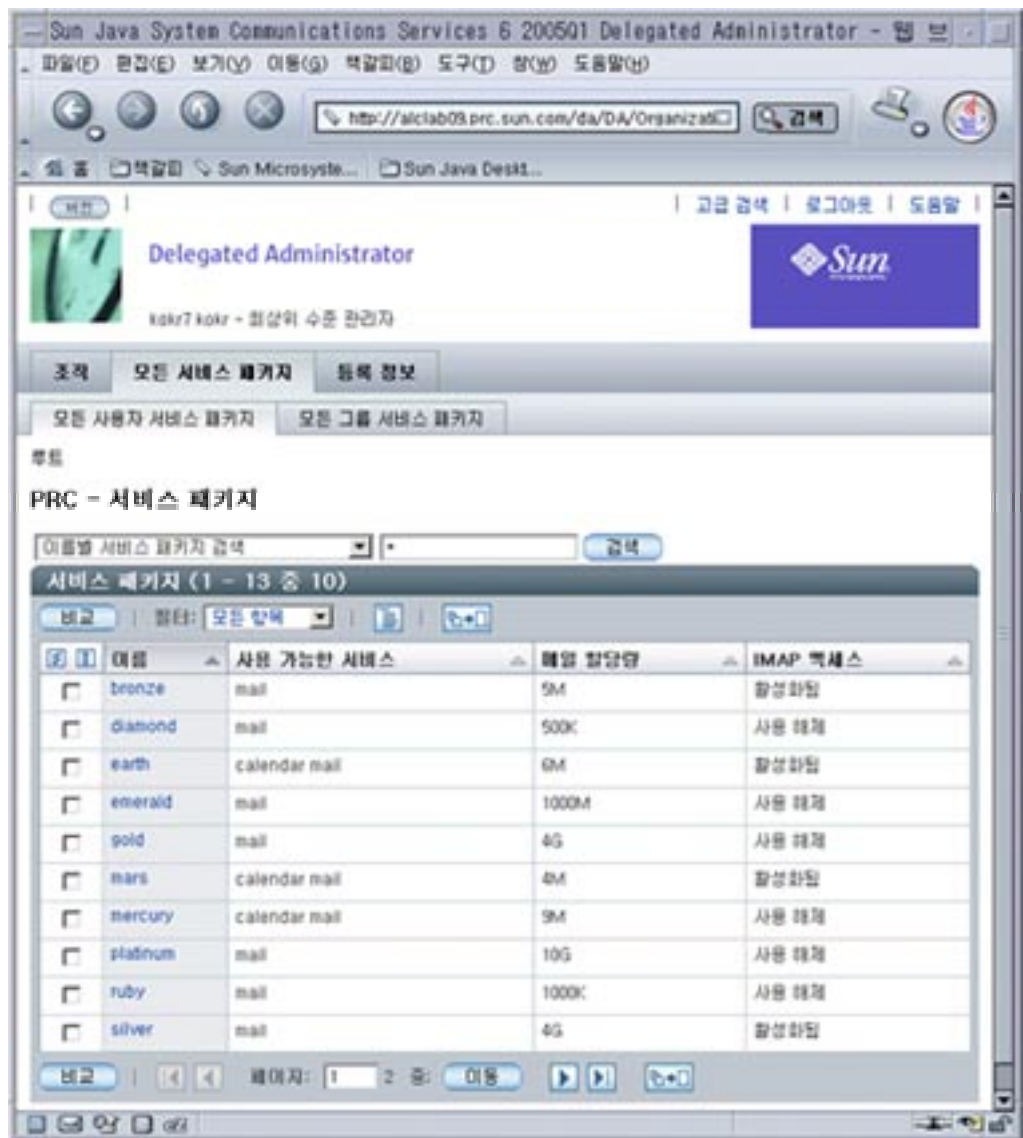 Sun Java System Communications Services 6 2005Q1 Delegated Administrator - 웹 브
파일(F) 편집(E) 보기(V) 이동(G) 책갈피(B) 도구(T) 창(W) 도움말(H)
http://alclab09.prc.sun.com/da/DA/Organizati 검색
홈 책갈피 Sun Microsyste... Sun Java Deskt...
버전 고급 검색 로그아웃 도움말
Delegated Administrator
Sun
kokr7 kokr - 최상위 수준 관리자
조직 모든 서비스 패키지 등록 정보
모든 사용자 서비스 패키지 모든 그룹 서비스 패키지
루트
PRC - 서비스 패키지
이름별 서비스 패키지 검색 * 검색
서비스 패키지 (1 - 13 중 10)
비교 필터: 모든 항목
이름 사용 가능한 서비스 메일 할당량 IMAP 액세스
bronze mail 5M 활성화됨
diamond mail 500K 사용 해제
earth calendar mail 6M 활성화됨
emerald mail 1000M 사용 해제
gold mail 4G 사용 해제
mars calendar mail 4M 활성화됨
mercury calendar mail 9M 사용 해제
platinum mail 10G 사용 해제
ruby mail 1000K 사용 해제
silver mail 4G 활성화됨
비교 페이지: 1 2 중: 이동